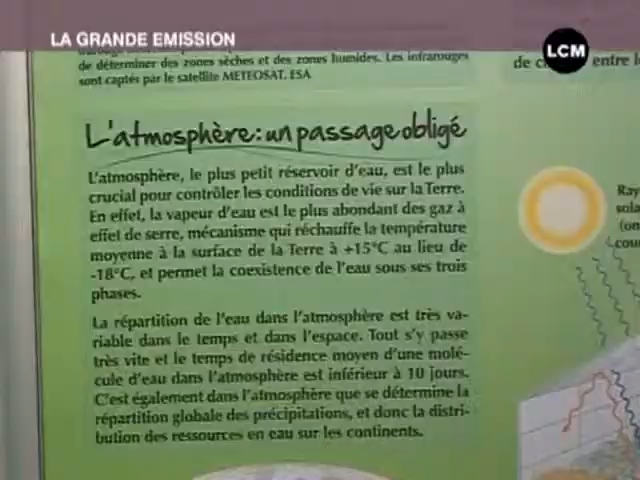 LA GRANDE EMISSION
LCM
de déterminer des zones sèches et des zones humides. Les infrarouges
sont captés par le satellite METEOSAT. ESA
de entre
L'atmosphère: un passage obligé
L'atmosphère, le plus petit réservoir d'eau, est le plus
crucial pour contrôler les conditions de vie sur la Terre.
En effet, la vapeur d'eau est le plus abondant des gaz à
effet de serre, mécanisme qui réchauffe la température
moyenne à la surface de la Terre à +15°C au lieu de
-18°C, et permet la coexistence de l'eau sous ses trois
phases.
La répartition de l'eau dans l'atmosphère est très va-
riable dans le temps et dans l'espace. Tout s'y passe
très vite et le temps de résidence moyen d'une molé-
cule d'eau dans l'atmosphère est inférieur à 10 jours.
C'est également dans l'atmosphère que se détermine la
répartition globale des précipitations, et donc la distri-
bution des ressources en eau sur les continents.
Ray
sola
(on
cour